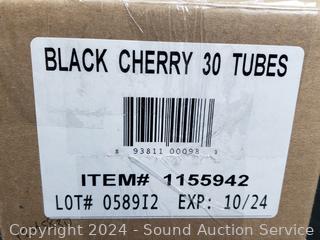 BLACK CHERRY 30 TUBES
8 93811 00098 3
ITEM# 1155942
LOT# 0589I2 EXP: 10/24
Copyright 2024 - Sound Auction Service